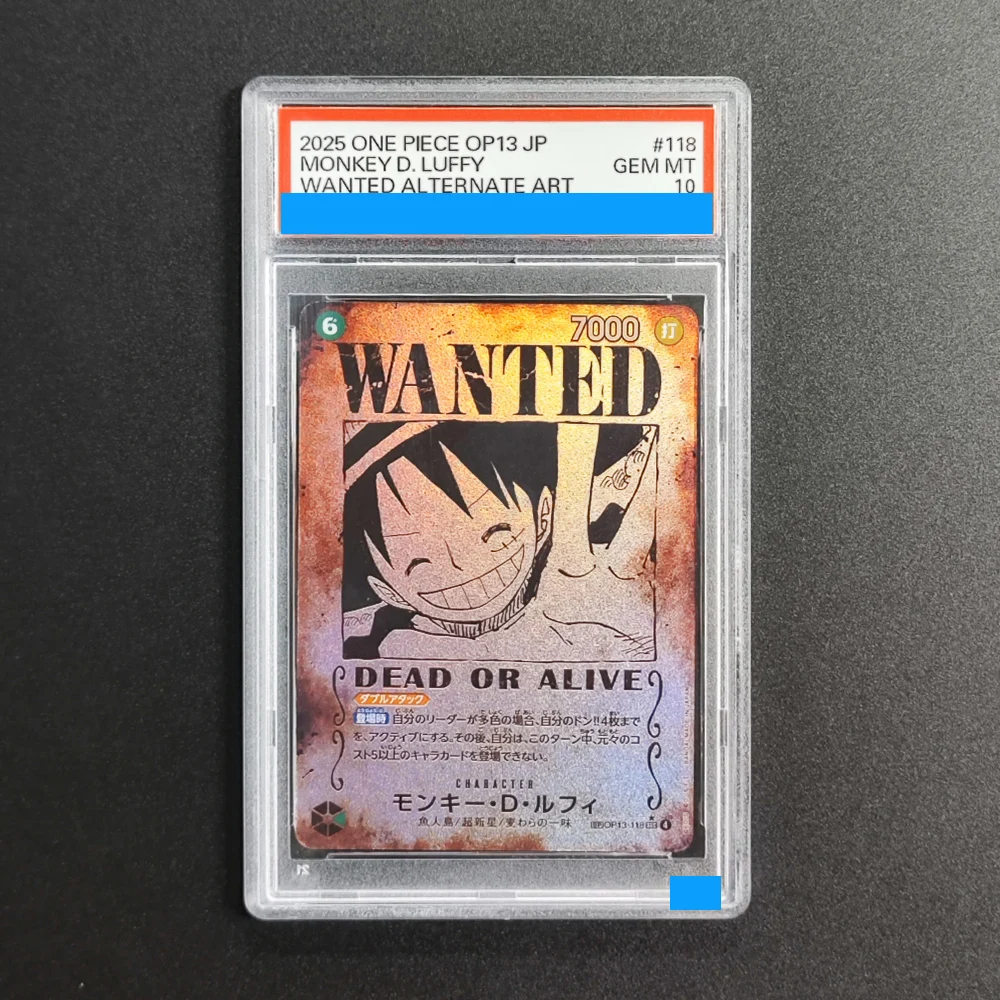 2025 ONE PIECE OP13 JP #118
MONKEY D. LUFFY GEM MT
WANTED ALTERNATE ART 10
6 7000 打
WANTED
DEAD OR ALIVE
ダブルアタック
登場時 自分のリーダーが多色の場合、自分のドン!!4枚まで
を、アクティブにする。その後、自分は、このターン中、元々のコ
スト5以上のキャラカードを登場できない。
CHARACTER
モンキー・D・ルフィ
魚人島/超新星/麦わらの一味
OP13-118